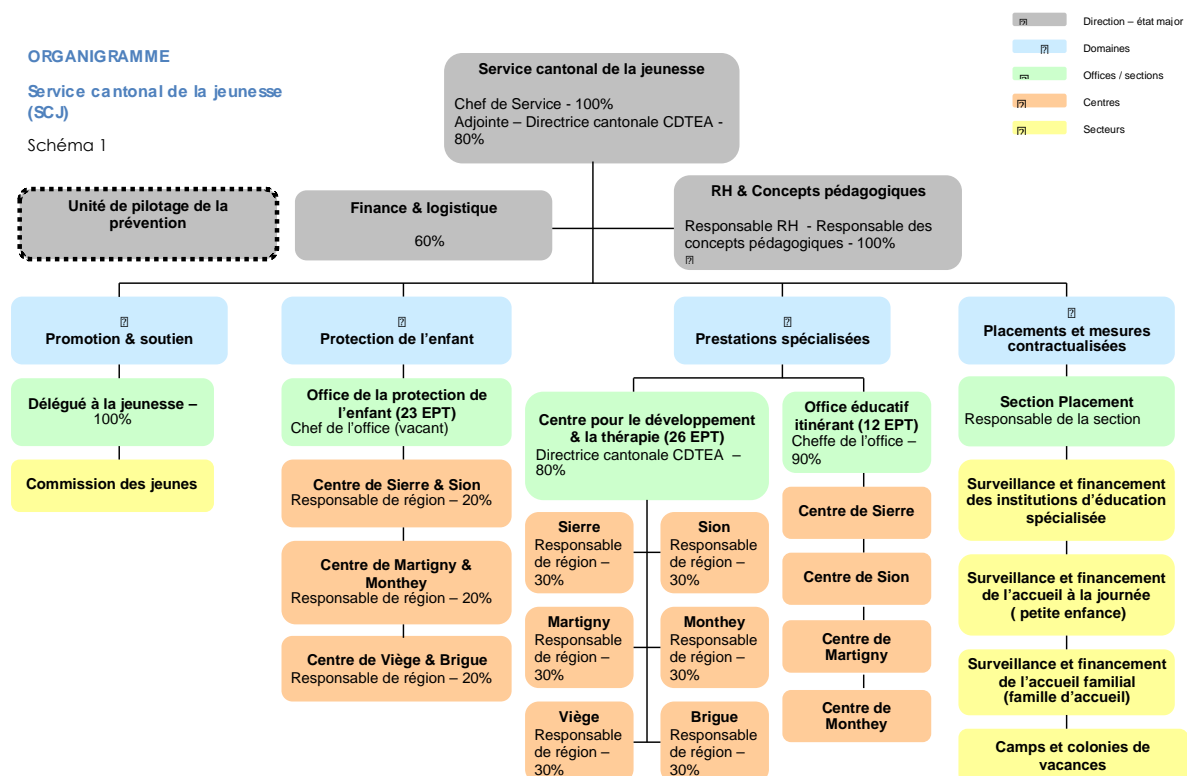 ORGANIGRAMME
Service cantonal de la jeunesse
(SCJ)
Schéma 1
Direction – état major
Domaines
Offices / sections
Centres
Secteurs
Service cantonal de la jeunesse
Chef de Service - 100%
Adjointe – Directrice cantonale CDTEA -
80%
Unité de pilotage de la
prévention
Finance & logistique
60%
RH & Concepts pédagogiques
Responsable RH - Responsable des
concepts pédagogiques - 100%
Promotion & soutien
Délégué à la jeunesse –
100%
Commission des jeunes
Protection de l'enfant
Office de la protection de
l'enfant (23 EPT)
Chef de l'office (vacant)
Centre de Sierre & Sion
Responsable de région – 20%
Centre de Martigny &
Monthey
Responsable de région – 20%
Centre de Viège & Brigue
Responsable de région – 20%
Prestations spécialisées
Centre pour le développement
& la thérapie (26 EPT)
Directrice cantonale CDTEA –
80%
Sierre
Responsable
de région –
30%
Sion
Responsable
de région –
30%
Martigny
Responsable
de région –
30%
Monthey
Responsable
de région –
30%
Viège
Responsable
de région –
30%
Brigue
Responsable
de région –
30%
Office éducatif
itinérant (12 EPT)
Cheffe de l'office –
90%
Centre de Sierre
Centre de Sion
Centre de
Martigny
Centre de
Monthey
Placements et mesures
contractualisées
Section Placement
Responsable de la section
Surveillance et financement
des institutions d'éducation
spécialisée
Surveillance et financement
de l'accueil à la journée
( petite enfance)
Surveillance et financement
de l'accueil familial
(famille d'accueil)
Camps et colonies de
vacances